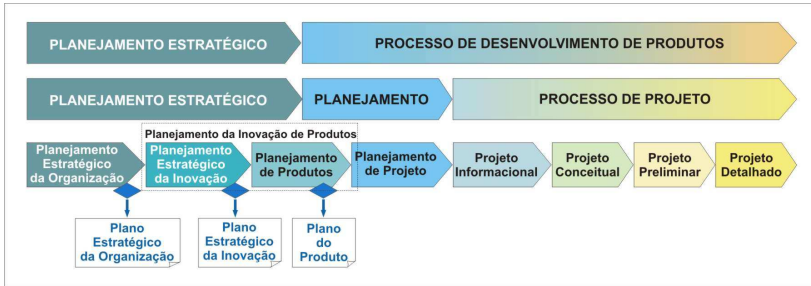 PLANEJAMENTO ESTRATÉGICO
PROCESSO DE DESENVOLVIMENTO DE PRODUTOS
PLANEJAMENTO ESTRATÉGICO
PLANEJAMENTO
PROCESSO DE PROJETO
Planejamento da Inovação de Produtos
Planejamento
Estratégico
da Organização
Planejamento
Estratégico
da Inovação
Planejamento
de Produtos
Planejamento
de Projeto
Projeto
Informacional
Projeto
Conceitual
Projeto
Preliminar
Projeto
Detalhado
Plano
Estratégico
da Organização
Plano
Estratégico
da Inovação
Plano
do
Produto